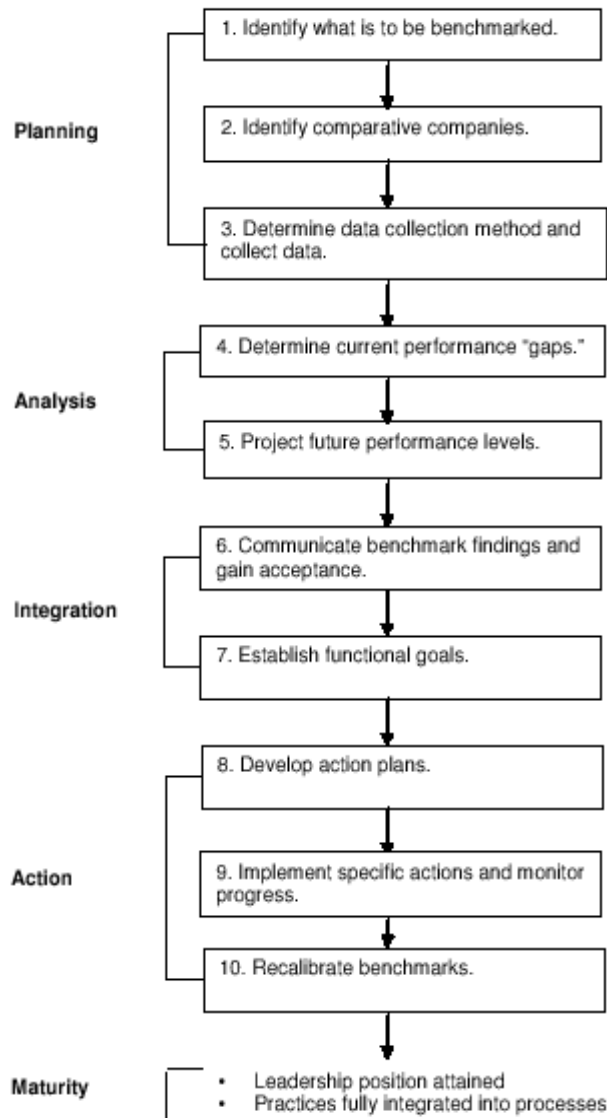 1. Identify what is to be benchmarked.
Planning
2. Identify comparative companies.
3. Determine data collection method and
collect data.
4. Determine current performance “gaps.”
Analysis
5. Project future performance levels.
6. Communicate benchmark findings and
gain acceptance.
Integration
7. Establish functional goals.
8. Develop action plans.
Action
9. Implement specific actions and monitor
progress.
10. Recalibrate benchmarks.
Maturity
• Leadership position attained
• Practices fully integrated into processes